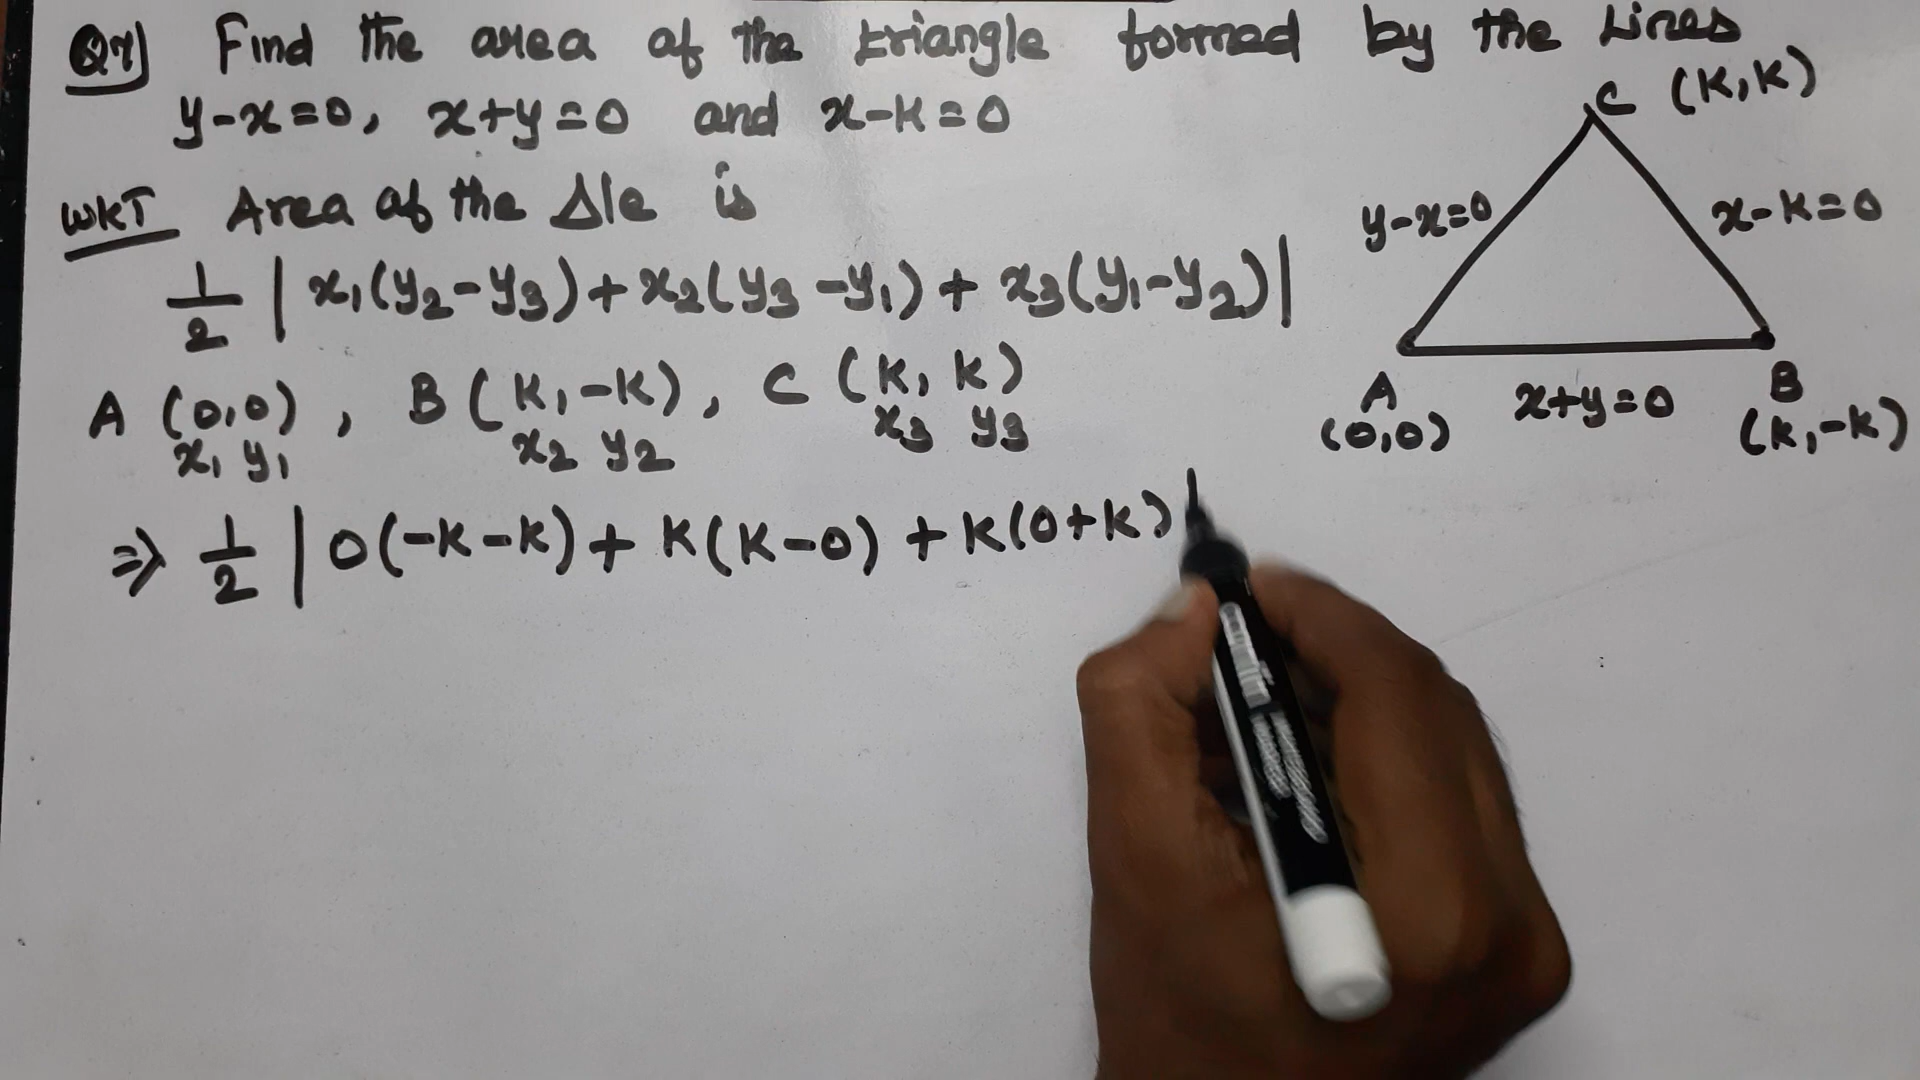 Q7) Find the area of the triangle formed by the Lines
y-x=0, x+y=0 and x-k=0
WKT Area of the Δle is
1/2 | x₁(y₂-y₃)+x₂(y₃-y₁)+x₃(y₁-y₂)|
A (0,0), B(k,-k), C (k, k)
x₁ y₁ x₂ y₂ x₃ y₃
⇒ 1/2 | 0(-k-k)+k(k-0)+k(0+k)
C (k,k)
y-x=0 x-k=0
A x+y=0 B
(0,0) (k,-k)